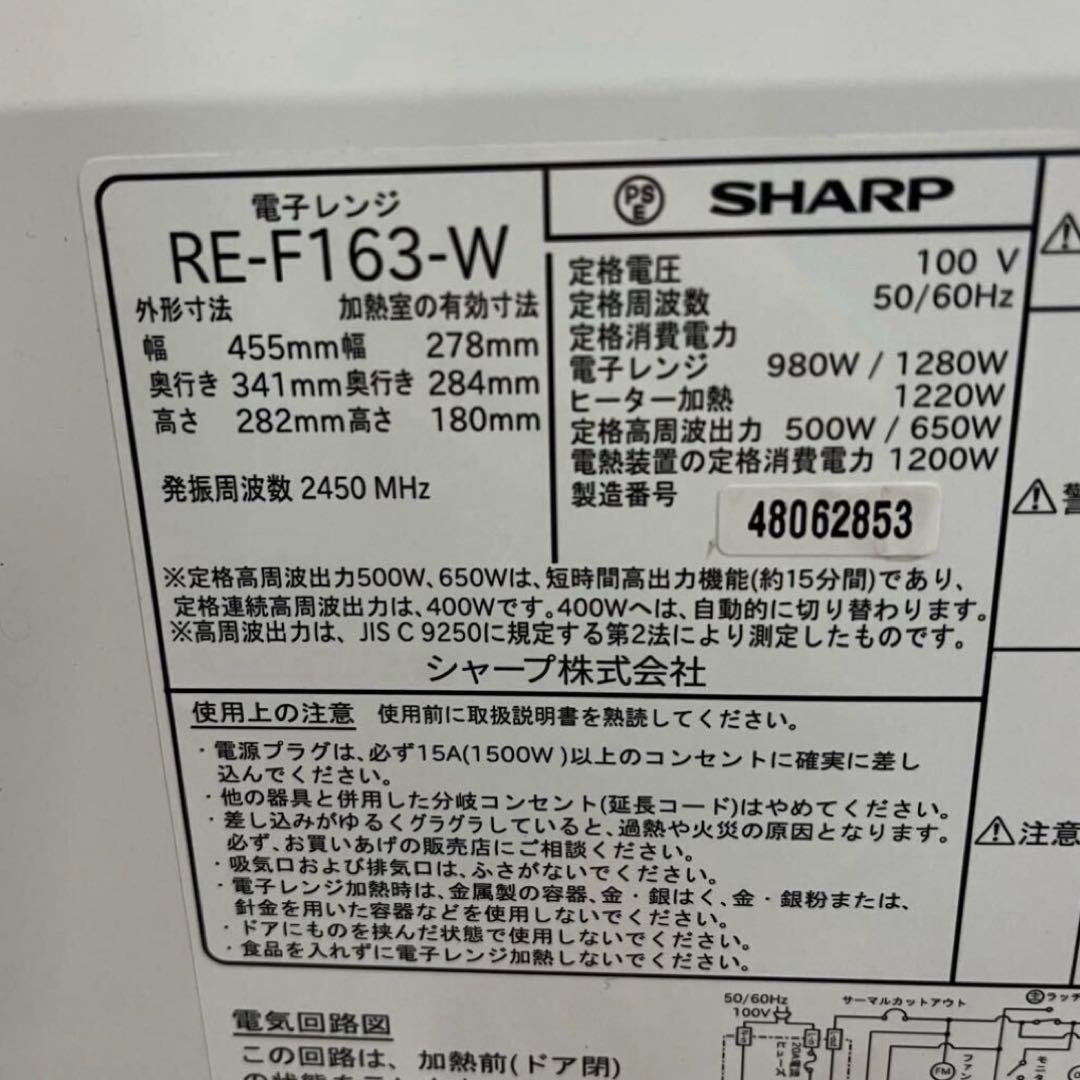 電子レンジ
RE-F163-W
外形寸法 加熱室の有効寸法
幅 455mm 幅 278mm
奥行き 341mm 奥行き 284mm
高さ 282mm 高さ 180mm
発振周波数 2450 MHz
PSE SHARP
定格電圧 100 V
定格周波数 50/60Hz
定格消費電力
電子レンジ 980W / 1280W
ヒーター加熱 1220W
定格高周波出力 500W / 650W
電熱装置の定格消費電力 1200W
製造番号 48062853
※定格高周波出力500W、650Wは、短時間高出力機能(約15分間)であり、
定格連続高周波出力は、400Wです。400Wへは、自動的に切り替わります。
※高周波出力は、JIS C 9250に規定する第2法により測定したものです。
シャープ株式会社
使用上の注意 使用前に取扱説明書を熟読してください。
・電源プラグは、必ず15A(1500W)以上のコンセントに確実に差し
込んでください。
・他の器具と併用した分岐コンセント(延長コード)はやめてください。
・差し込みがゆるくグラグラしていると、過熱や火災の原因となります。
必ず、お買いあげの販売店にご相談ください。
・吸気口および排気口は、ふさがないでください。
・電子レンジ加熱時は、金属製の容器、金・銀はく、金・銀粉または、
針金を用いた容器などを使用しないでください。
・ドアにものを挟んだ状態で使用しないでください。
・食品を入れずに電子レンジ加熱しないでください。
警
注意
電気回路図
この回路は、加熱前(ドア閉)
50/60Hz
100V
サーマルカットアウト
主ラッチ
FM
ファン
モニタ